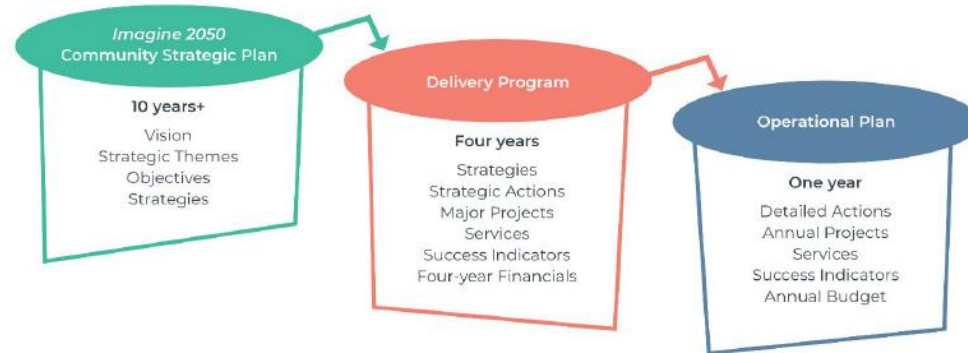 Imagine 2050
Community Strategic Plan
10 years+
Vision
Strategic Themes
Objectives
Strategies
Delivery Program
Four years
Strategies
Strategic Actions
Major Projects
Services
Success Indicators
Four-year Financials
Operational Plan
One year
Detailed Actions
Annual Projects
Services
Success Indicators
Annual Budget